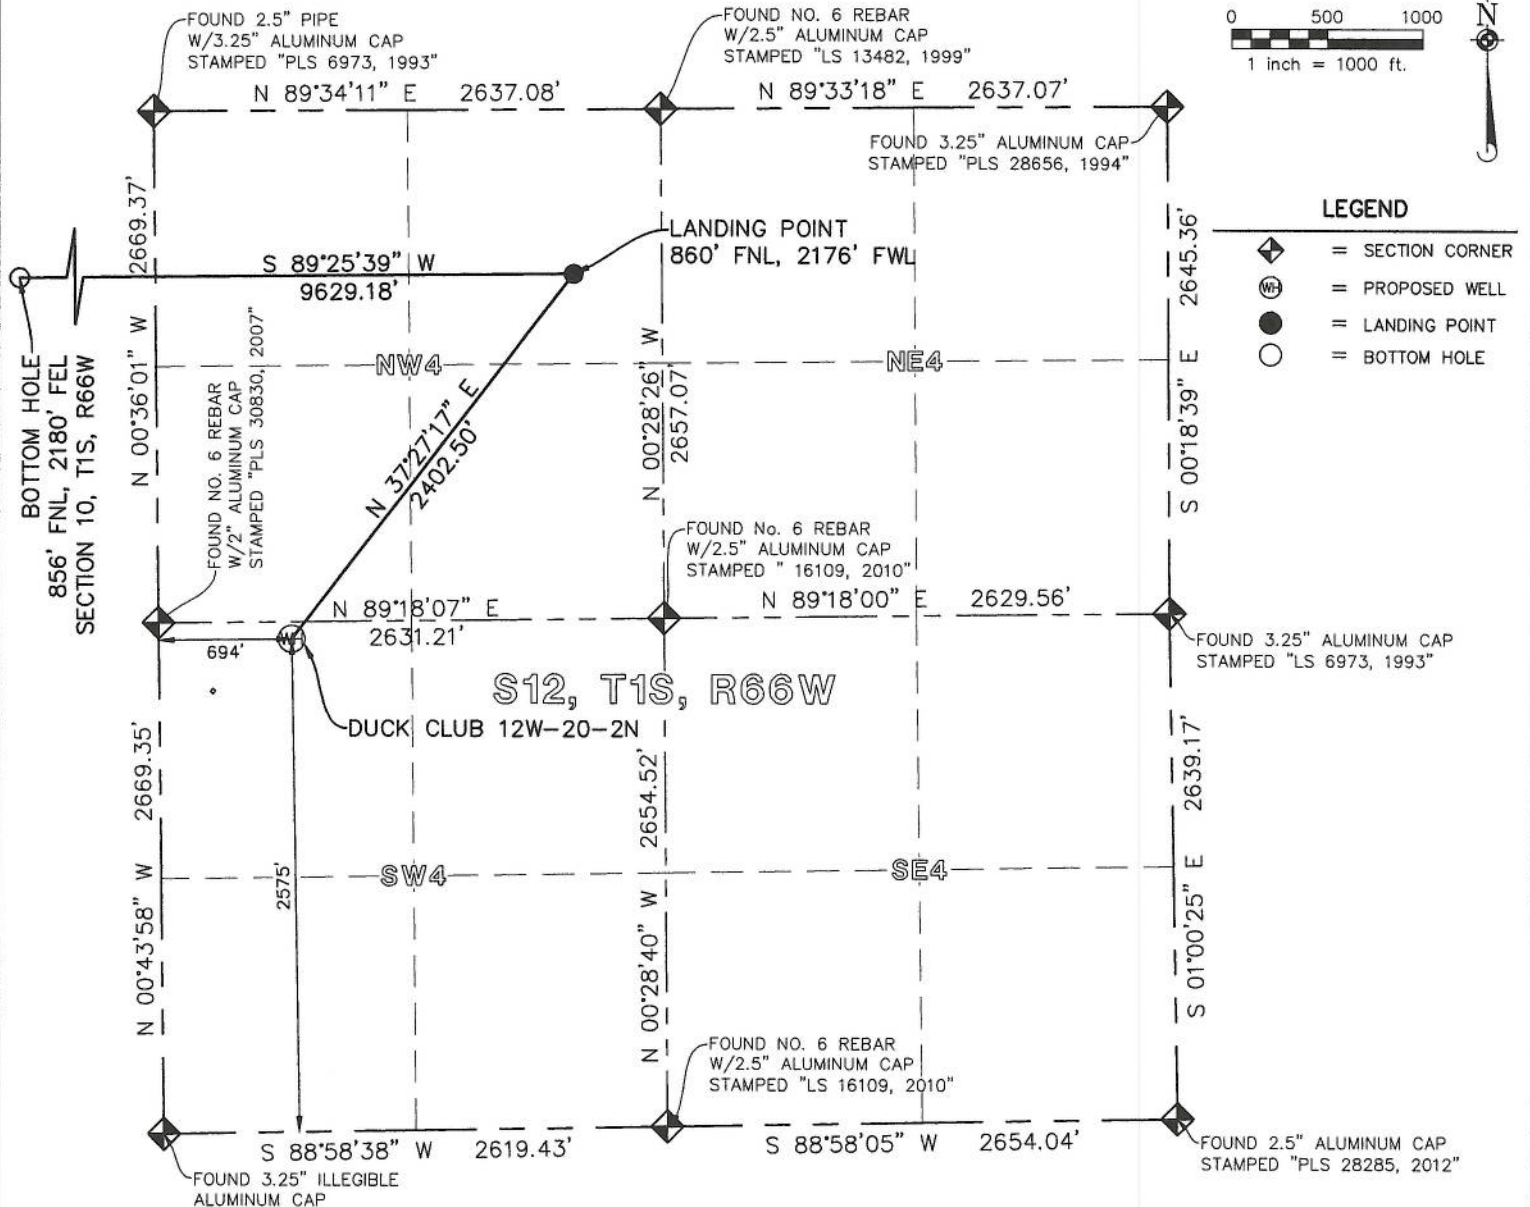 FOUND 2.5" PIPE
W/3.25" ALUMINUM CAP
STAMPED "PLS 6973, 1993"
FOUND NO. 6 REBAR
W/2.5" ALUMINUM CAP
STAMPED "LS 13482, 1999"
0 500 1000
1 inch = 1000 ft.
N
N 89°34'11" E 2637.08'
N 89°33'18" E 2637.07'
FOUND 3.25" ALUMINUM CAP
STAMPED "PLS 28656, 1994"
LEGEND
= SECTION CORNER
WH = PROPOSED WELL
= LANDING POINT
= BOTTOM HOLE
LANDING POINT
860' FNL, 2176' FWL
S 89°25'39" W
9629.18'
N 00°36'01" W 2669.37'
BOTTOM HOLE
856' FNL, 2180' FEL
SECTION 10, T1S, R66W
FOUND NO. 6 REBAR
W/2" ALUMINUM CAP
STAMPED "PLS 30830, 2007"
NW4
NE4
N 37°27'17" E
2402.50'
N 00°28'26" W
2657.07'
S 00°18'39" E 2645.36'
FOUND No. 6 REBAR
W/2.5" ALUMINUM CAP
STAMPED " 16109, 2010"
N 89°18'07" E
2631.21'
N 89°18'00" E 2629.56'
694'
WH
FOUND 3.25" ALUMINUM CAP
STAMPED "LS 6973, 1993"
S12, T1S, R66W
DUCK CLUB 12W-20-2N
N 00°43'58" W 2669.35'
2575'
N 00°28'40" W 2654.52'
S 01°00'25" E 2639.17'
SW4
SE4
FOUND NO. 6 REBAR
W/2.5" ALUMINUM CAP
STAMPED "LS 16109, 2010"
S 88°58'38" W 2619.43'
S 88°58'05" W 2654.04'
FOUND 3.25" ILLEGIBLE
ALUMINUM CAP
FOUND 2.5" ALUMINUM CAP
STAMPED "PLS 28285, 2012"